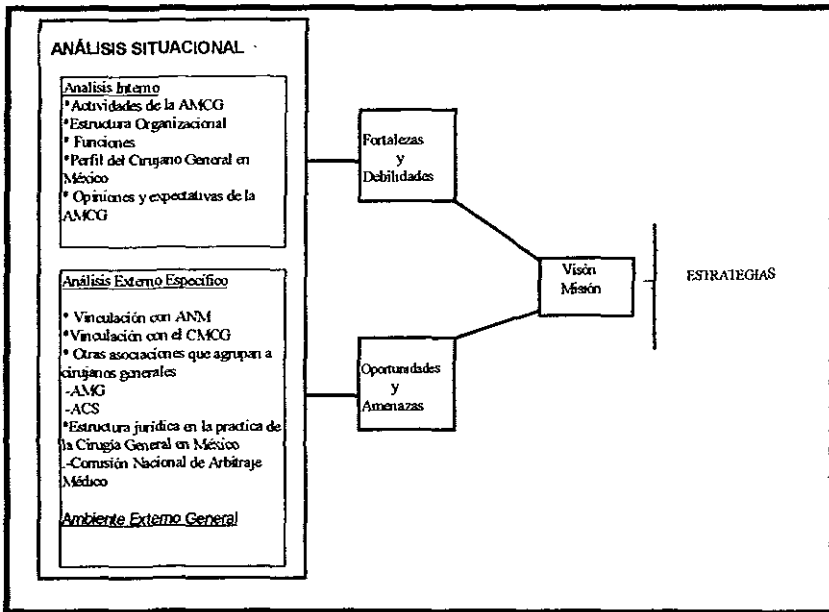 ANÁLISIS SITUACIONAL
Analisis Interno
*Actividades de la AMCG
*Estructura Organizacional
* Funciones
*Perfil del Cirujano General en
México
* Opiniones y expectativas de la
AMCG
Análisis Externo Específico
* Vinculación con ANM
*Vinculación con el CMCG
* Otras asociaciones que agrupan a
cirujanos generales
-AMG
-ACS
*Estructura jurídica en la practica de
la Cirugía General en México
.-Comisión Nacional de Arbitraje
Médico
Ambiente Externo General
Fortalezas
y
Debilidades
Oportunidades
y
Amenazas
Visón
Misión
ESTRATEGIAS